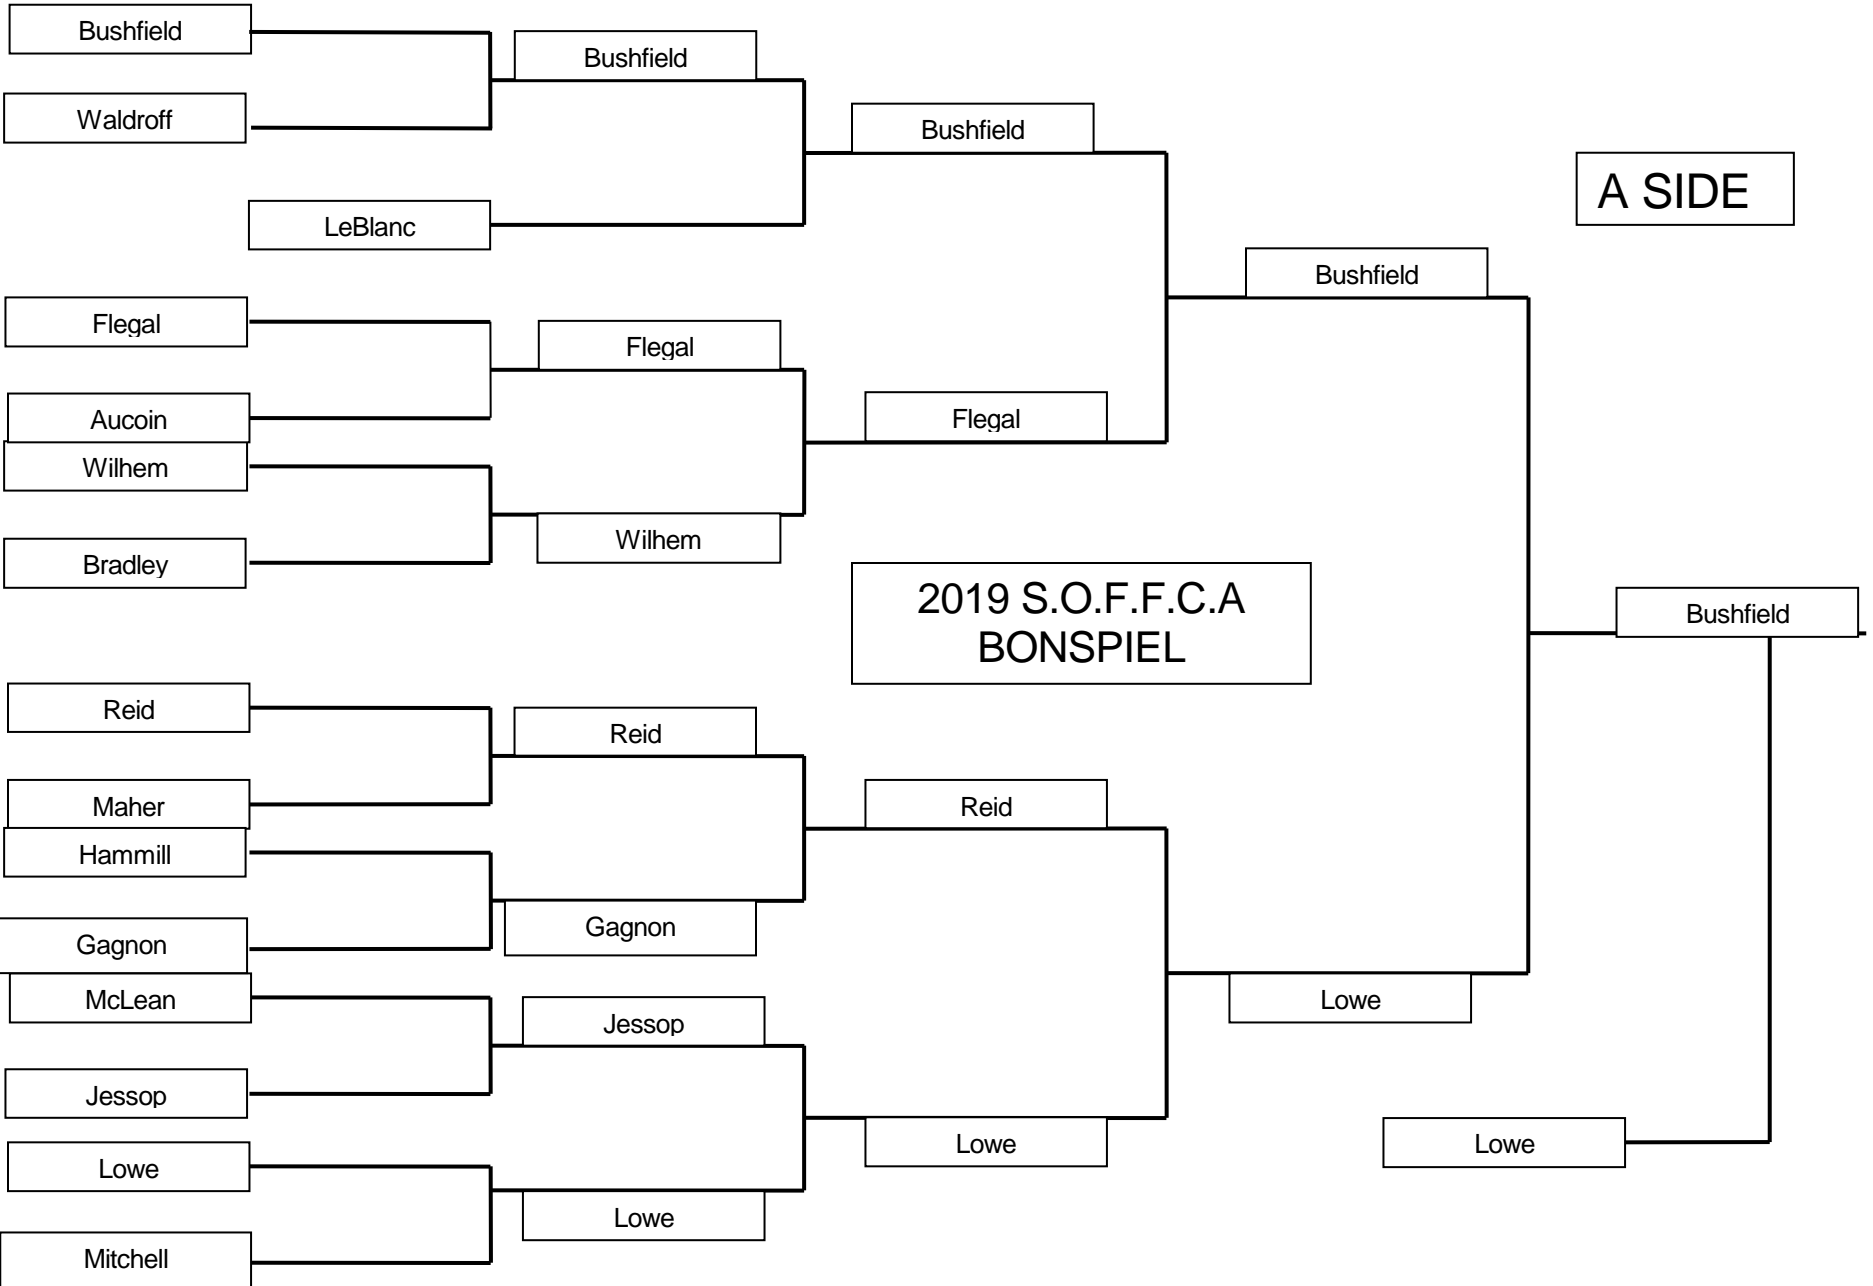 Bushfield
Bushfield
Waldroff
Bushfield
A SIDE
LeBlanc
Bushfield
Flegal
Flegal
Aucoin
Flegal
Wilhem
Wilhem
Bradley
2019 S.O.F.F.C.A
BONSPIEL
Bushfield
Reid
Reid
Maher
Reid
Hammill
Gagnon
Gagnon
McLean
Lowe
Jessop
Jessop
Lowe
Lowe
Lowe
Lowe
Mitchell